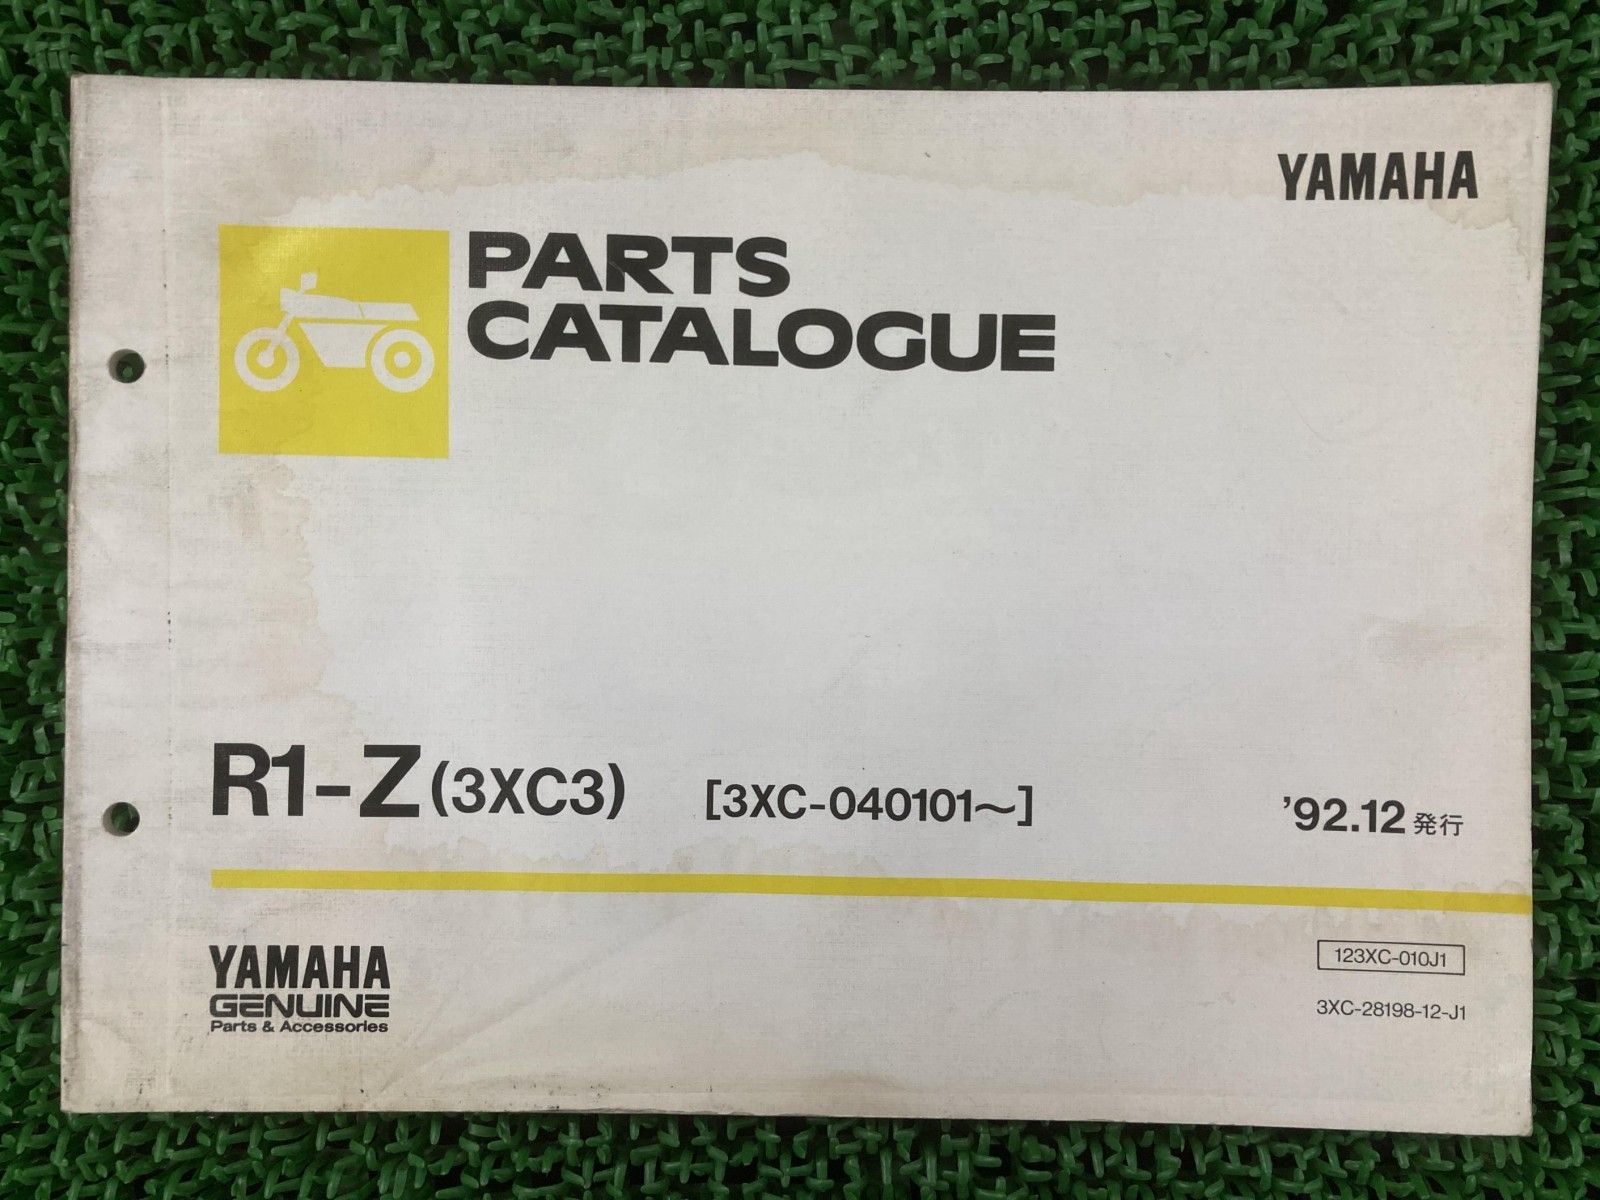 YAMAHA
PARTS
CATALOGUE
R1-Z (3XC3) [3XC-040101～] '92.12 発行
YAMAHA
GENUINE
Parts & Accessories
123XC-010J1
3XC-28198-12-J1